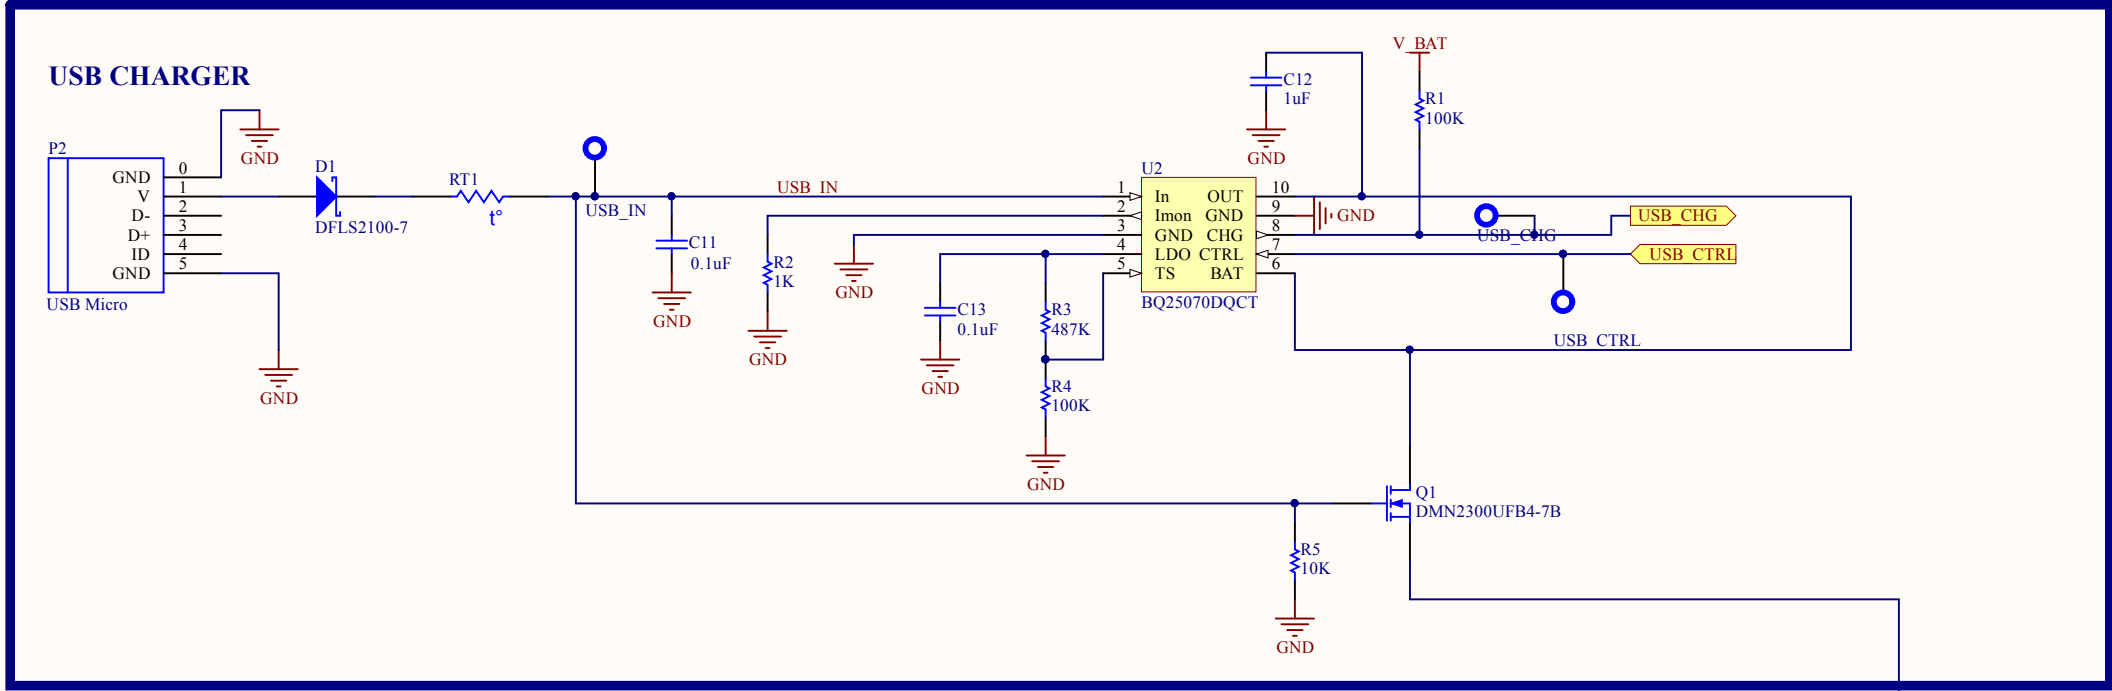 USB CHARGER
V_BAT
C12
1uF
R1
100K
GND
P2
GND
GND 0
V 1
D- 2
D+ 3
ID 4
GND 5
USB Micro
GND
D1
DFLS2100-7
RT1
t°
USB_IN
USB_IN
C11
0.1uF
GND
R2
1K
GND
GND
C13
0.1uF
GND
R3
487K
R4
100K
GND
U2
1 In OUT 10
2 Imon GND 9
3 GND CHG 8
4 LDO CTRL 7
5 TS BAT 6
BQ25070DQCT
GND
USB_CHG
USB_CHG
USB_CTRL
USB_CTRL
Q1
DMN2300UFB4-7B
R5
10K
GND